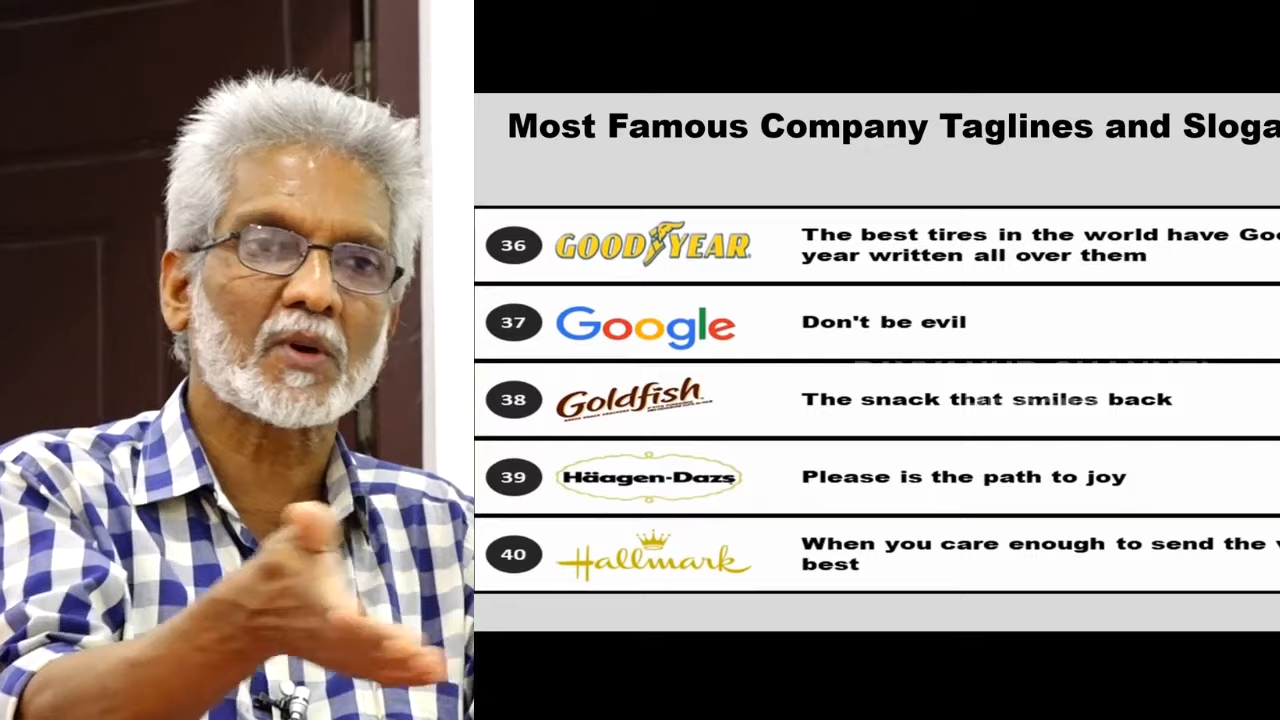 Most Famous Company Taglines and Sloga
36 GOODYEAR The best tires in the world have Goo
year written all over them
37 Google Don't be evil
38 Goldfish The snack that smiles back
39 Häagen-Dazs Please is the path to joy
40 Hallmark When you care enough to send the v
best